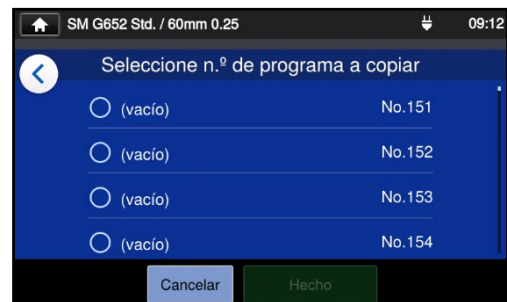 SM G652 Std. / 60mm 0.25 09:12
Seleccione n.º de programa a copiar
(vacío) No.151
(vacío) No.152
(vacío) No.153
(vacío) No.154
Cancelar Hecho